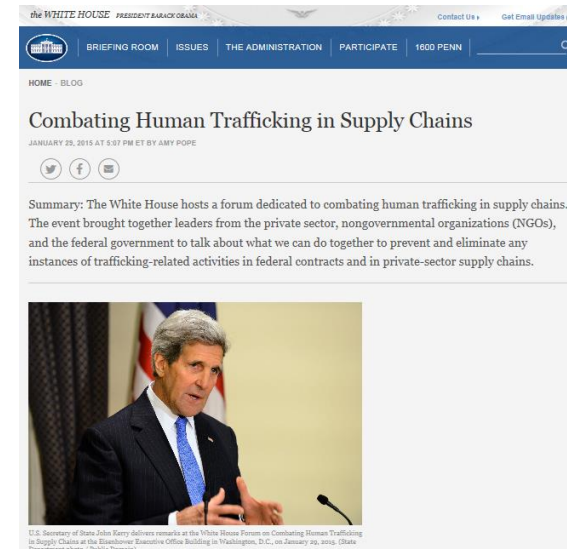 the WHITE HOUSE PRESIDENT BARACK OBAMA
Contact Us
Get Email Updates
BRIEFING ROOM
ISSUES
THE ADMINISTRATION
PARTICIPATE
1600 PENN
HOME · BLOG
Combating Human Trafficking in Supply Chains
JANUARY 29, 2015 AT 5:07 PM ET BY AMY POPE
Summary: The White House hosts a forum dedicated to combating human trafficking in supply chains.
The event brought together leaders from the private sector, nongovernmental organizations (NGOs),
and the federal government to talk about what we can do together to prevent and eliminate any
instances of trafficking-related activities in federal contracts and in private-sector supply chains.
U.S. Secretary of State John Kerry delivers remarks at the White House Forum on Combating Human Trafficking
in Supply Chains at the Eisenhower Executive Office Building in Washington, D.C., on January 29, 2015. (State
Department photo / Public Domain)